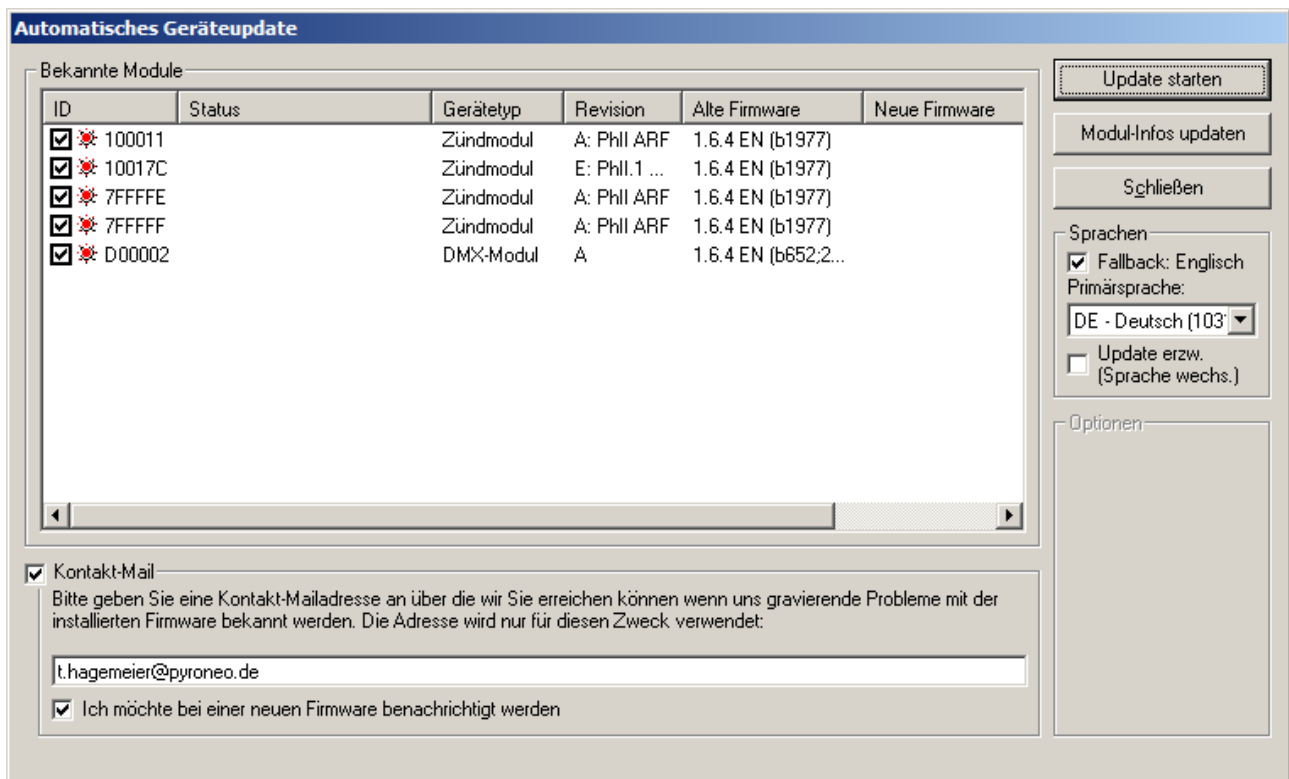 Automatisches Geräteupdate
Bekannte Module
ID Status Gerätetyp Revision Alte Firmware Neue Firmware
100011 Zündmodul A: PhII ARF 1.6.4 EN (b1977)
10017C Zündmodul E: PhII.1 ... 1.6.4 EN (b1977)
7FFFFE Zündmodul A: PhII ARF 1.6.4 EN (b1977)
7FFFFF Zündmodul A: PhII ARF 1.6.4 EN (b1977)
D00002 DMX-Modul A 1.6.4 EN (b652;2...
Update starten
Modul-Infos updaten
Schließen
Sprachen
Fallback: Englisch
Primärsprache:
DE - Deutsch (103
Update erzw.
(Sprache wechs.)
Optionen
Kontakt-Mail
Bitte geben Sie eine Kontakt-Mailadresse an über die wir Sie erreichen können wenn uns gravierende Probleme mit der
installierten Firmware bekannt werden. Die Adresse wird nur für diesen Zweck verwendet:
t.hagemeier@pyroneo.de
Ich möchte bei einer neuen Firmware benachrichtigt werden